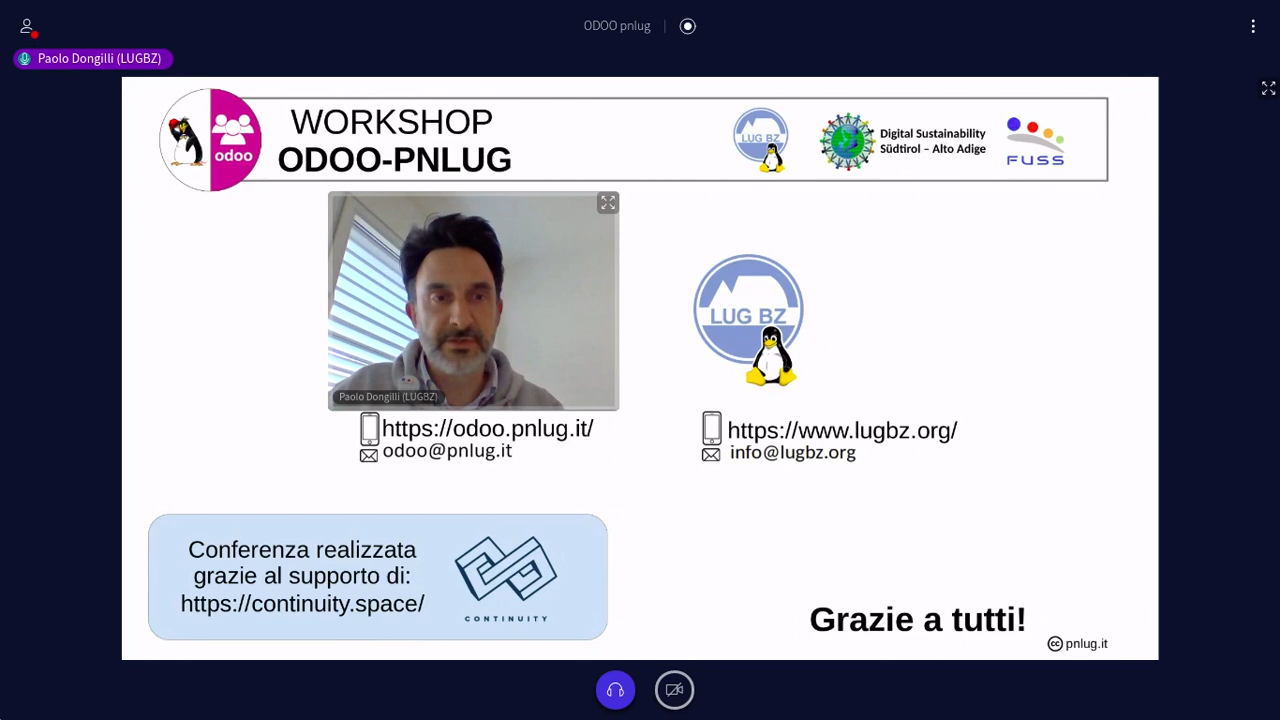 ODOO pnlug
Paolo Dongilli (LUGBZ)
odoo
WORKSHOP
ODOO-PNLUG
LUG BZ
Digital Sustainability
Südtirol – Alto Adige
FUSS
Paolo Dongilli (LUGBZ)
LUG BZ
https://odoo.pnlug.it/
odoo@pnlug.it
https://www.lugbz.org/
info@lugbz.org
Conferenza realizzata
grazie al supporto di:
https://continuity.space/
CONTINUITY
Grazie a tutti!
cc pnlug.it